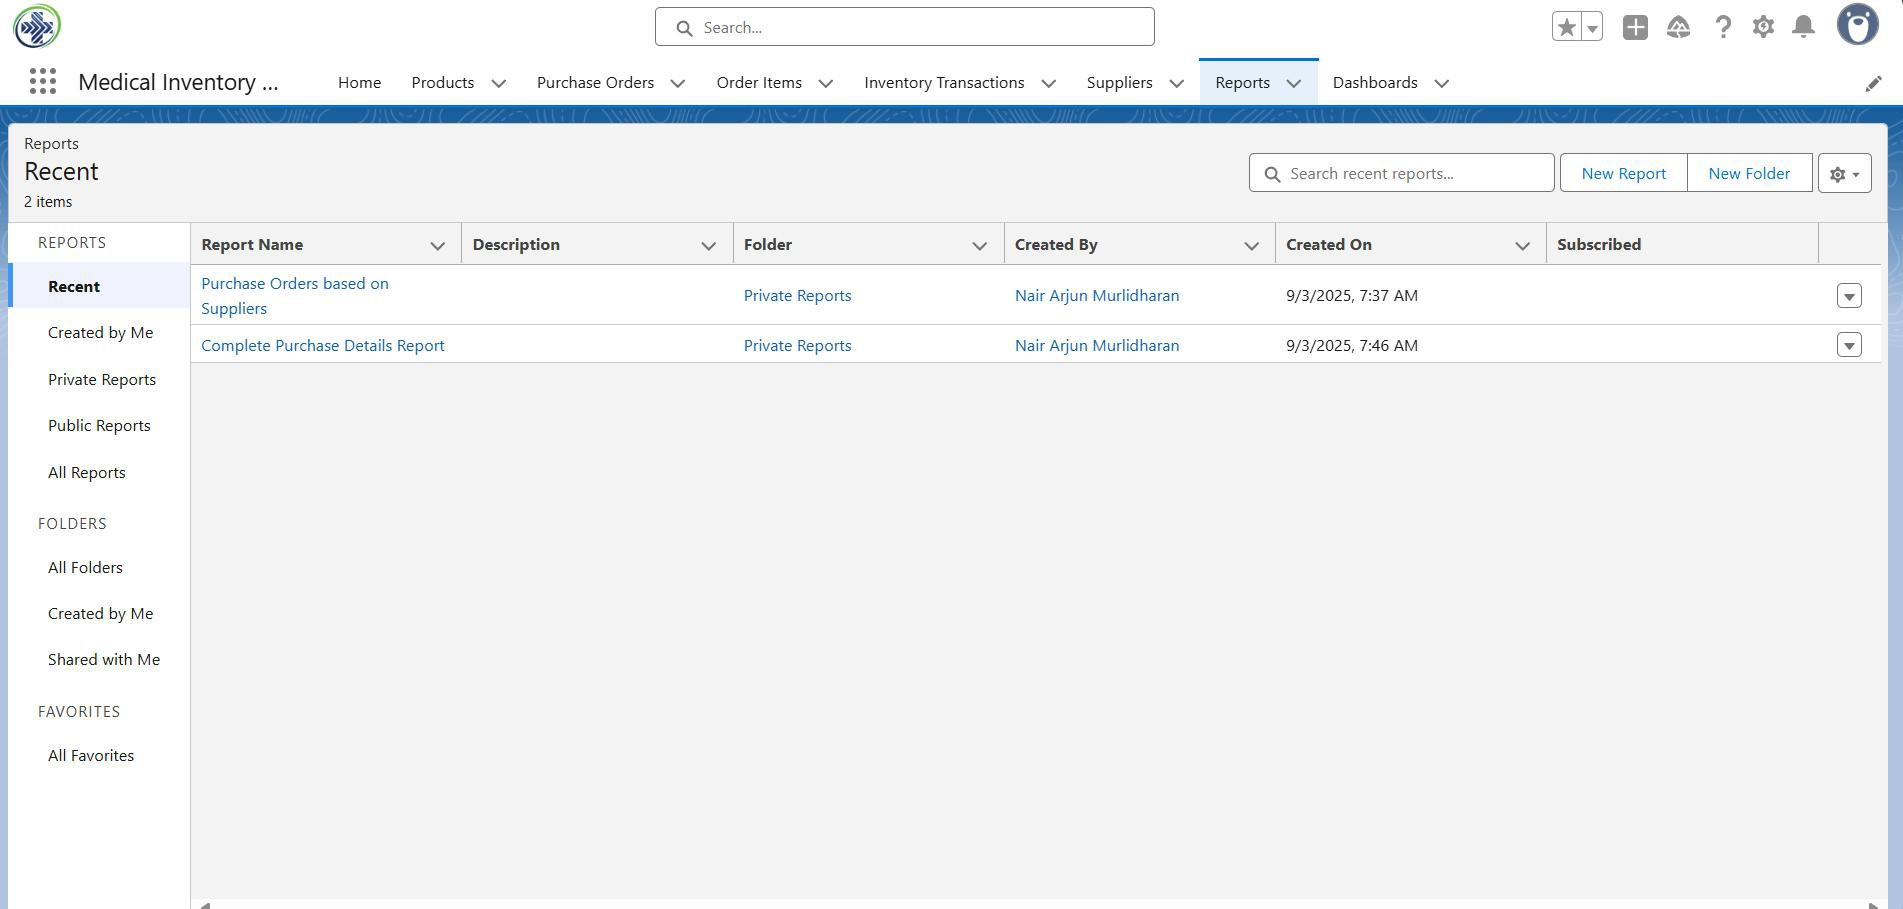 Search...
Medical Inventory ...
Home
Products
Purchase Orders
Order Items
Inventory Transactions
Suppliers
Reports
Dashboards
Reports
Recent
2 items
Search recent reports...
New Report
New Folder
REPORTS
Recent
Created by Me
Private Reports
Public Reports
All Reports
FOLDERS
All Folders
Created by Me
Shared with Me
FAVORITES
All Favorites
Report Name
Description
Folder
Created By
Created On
Subscribed
Purchase Orders based on
Suppliers
Private Reports
Nair Arjun Murlidharan
9/3/2025, 7:37 AM
Complete Purchase Details Report
Private Reports
Nair Arjun Murlidharan
9/3/2025, 7:46 AM